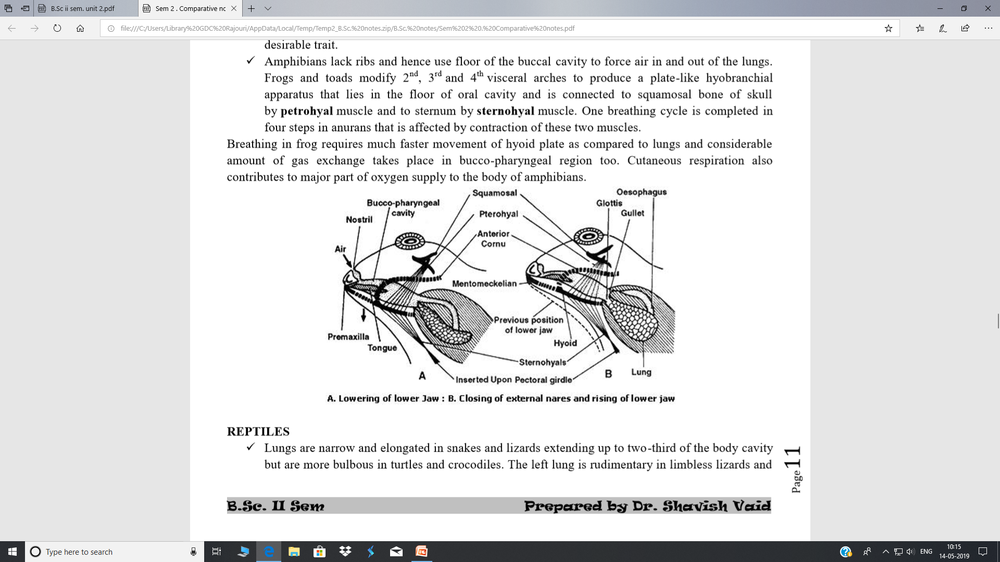 B.Sc ii sem. unit 2.pdf
Sem 2 . Comparative nc
file:///C:/Users/Library%20GDC%20Rajouri/AppData/Local/Temp/Temp2_B.Sc.%20notes.zip/B.Sc.%20notes/Sem%202%20.%20Comparative%20notes.pdf
desirable trait.
✓ Amphibians lack ribs and hence use floor of the buccal cavity to force air in and out of the lungs.
Frogs and toads modify 2nd, 3rd and 4th visceral arches to produce a plate-like hyobranchial
apparatus that lies in the floor of oral cavity and is connected to squamosal bone of skull
by petrohyal muscle and to sternum by sternohyal muscle. One breathing cycle is completed in
four steps in anurans that is affected by contraction of these two muscles.
Breathing in frog requires much faster movement of hyoid plate as compared to lungs and considerable
amount of gas exchange takes place in bucco-pharyngeal region too. Cutaneous respiration also
contributes to major part of oxygen supply to the body of amphibians.
Squamosal
Oesophagus
Bucco-pharyngeal
cavity
Glottis
Pterohyal
Gullet
Nostril
Anterior
Cornu
Air
Mentomeckelian
Previous position
of lower jaw
Premaxilla
Hyoid
Tongue
Sternohyals
A
B
Lung
Inserted Upon Pectoral girdle
A. Lowering of lower Jaw : B. Closing of external nares and rising of lower jaw
REPTILES
✓ Lungs are narrow and elongated in snakes and lizards extending up to two-third of the body cavity
but are more bulbous in turtles and crocodiles. The left lung is rudimentary in limbless lizards and
Page 11
B.Sc. II Sem
Prepared by Dr. Shavish Vaid
Type here to search
ENG
10:15
14-05-2019